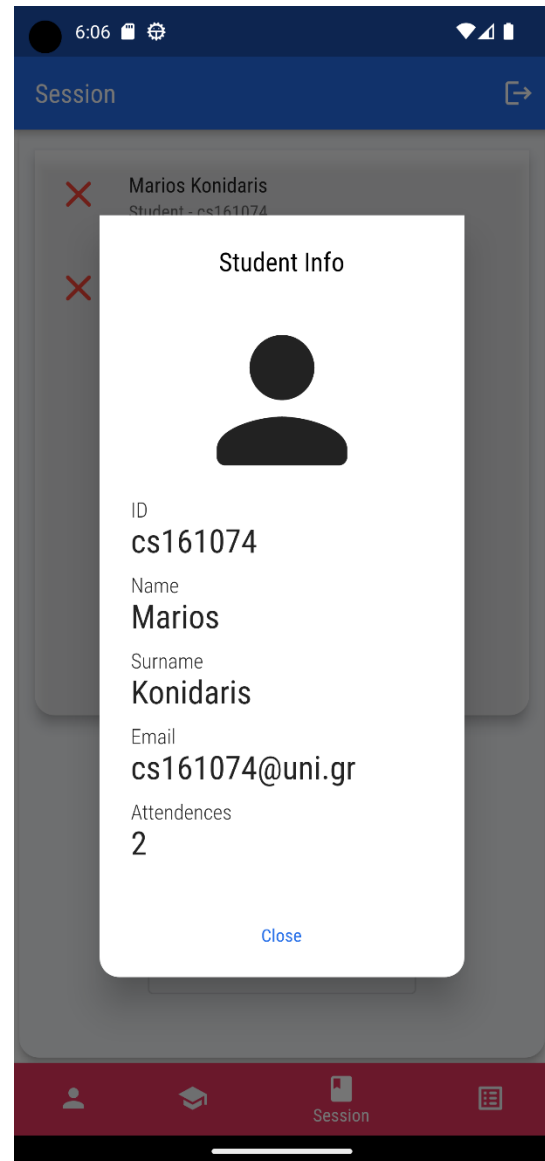 6:06
Session
Marios Konidaris
Student - cs161074
Student Info
ID
cs161074
Name
Marios
Surname
Konidaris
Email
cs161074@uni.gr
Attendences
2
Close
Session